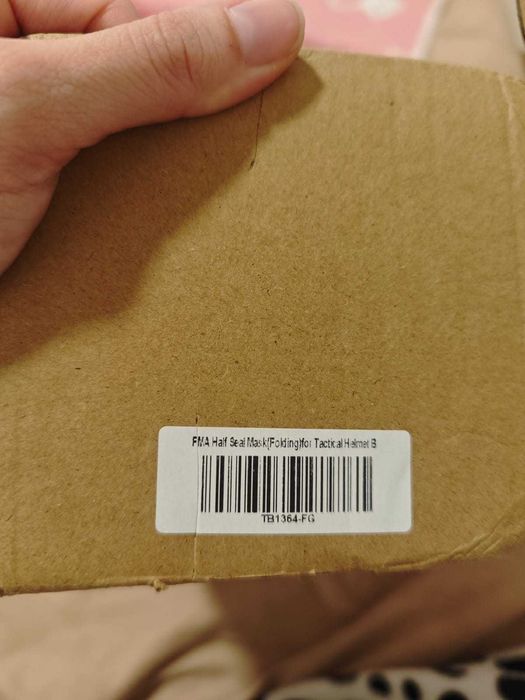 FMA Half Seal Mask(Folding)for Tactical Helmet B
TB1364-FG